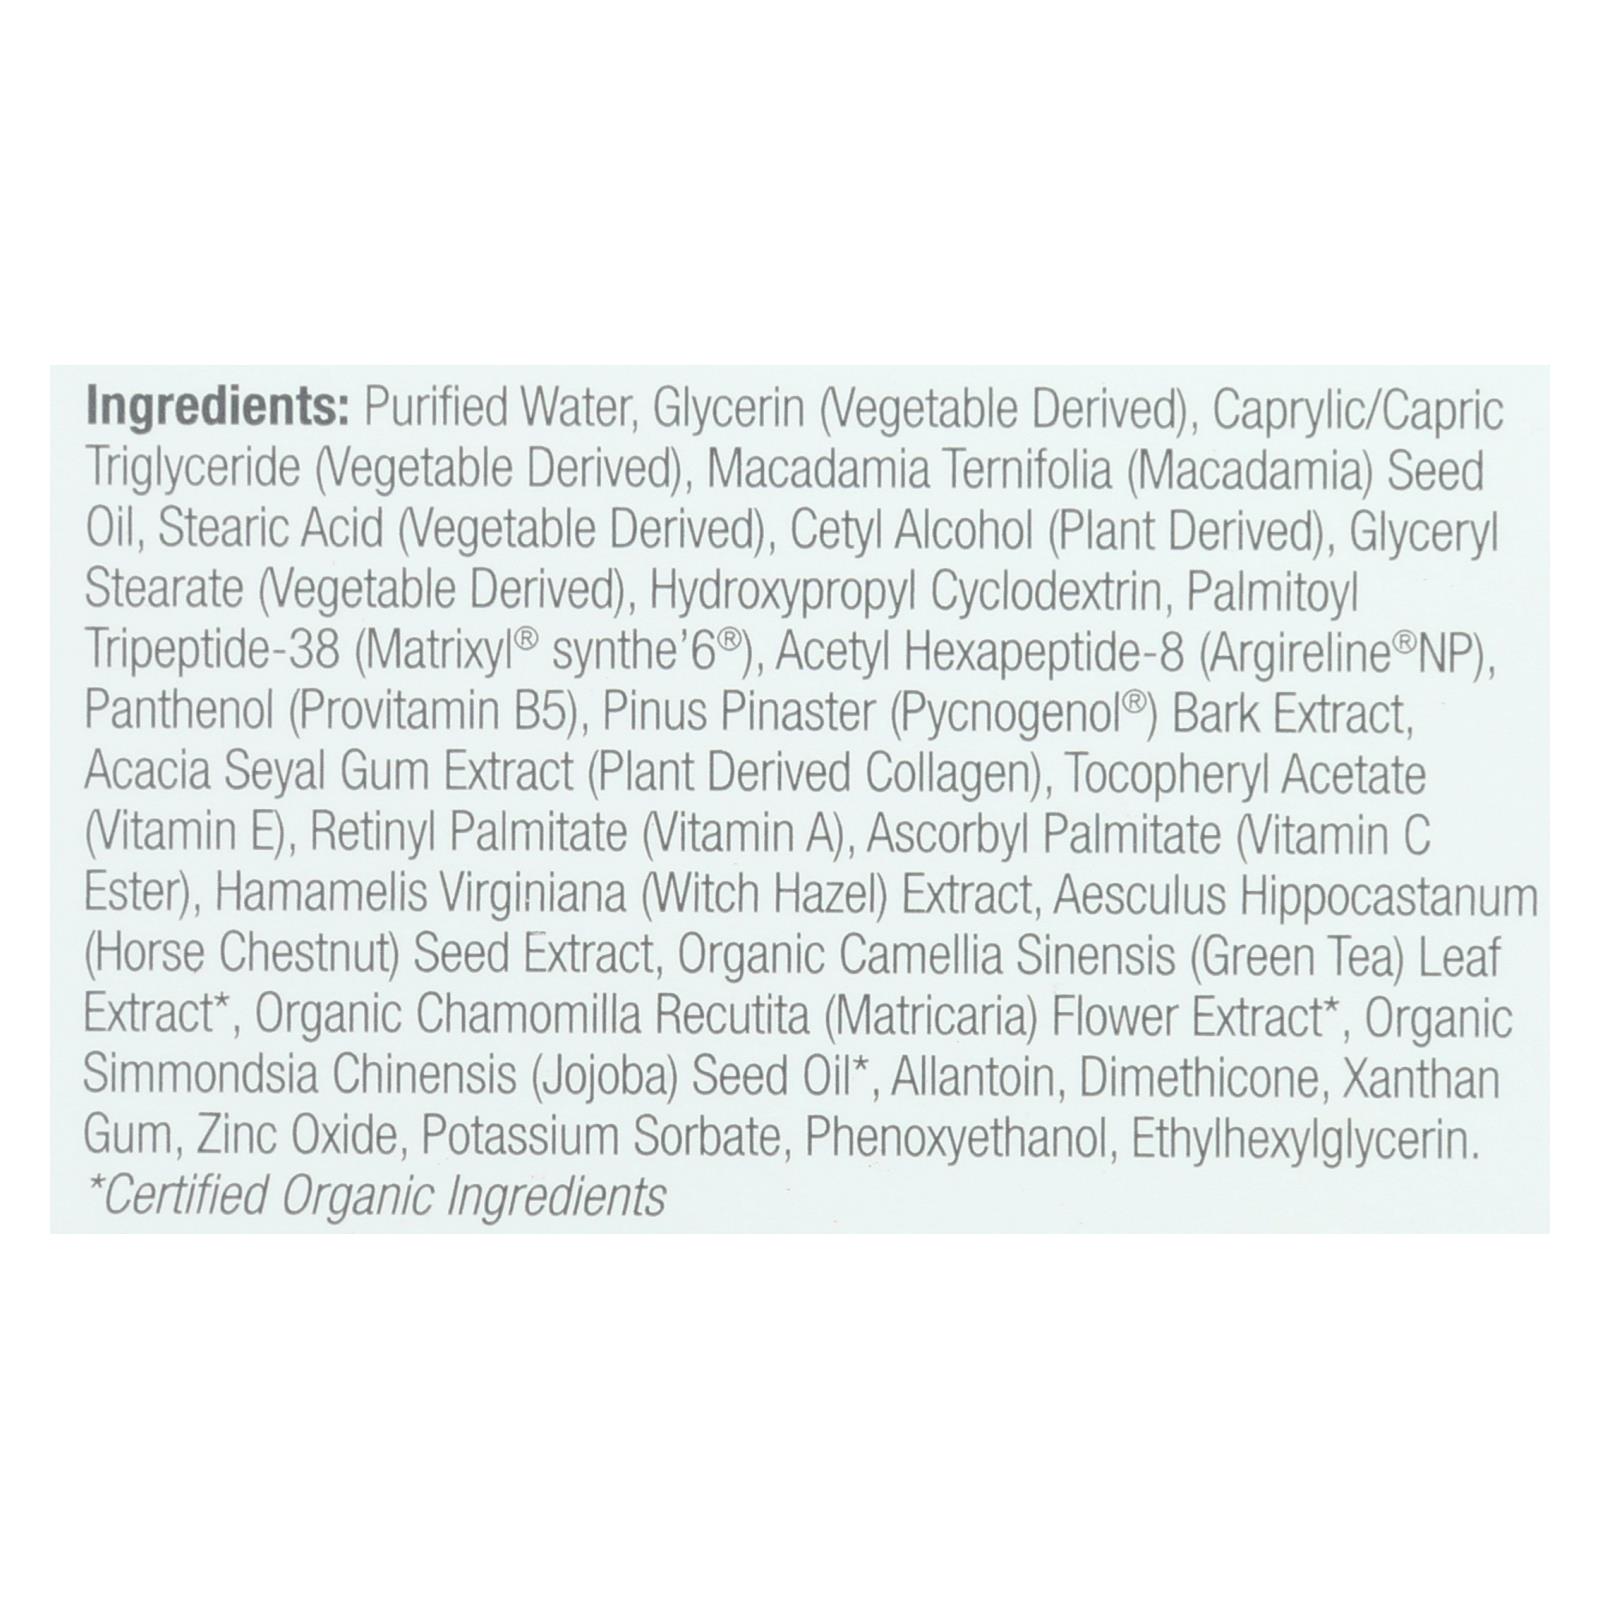 Ingredients: Purified Water, Glycerin (Vegetable Derived), Caprylic/Capric
Triglyceride (Vegetable Derived), Macadamia Ternifolia (Macadamia) Seed
Oil, Stearic Acid (Vegetable Derived), Cetyl Alcohol (Plant Derived), Glyceryl
Stearate (Vegetable Derived), Hydroxypropyl Cyclodextrin, Palmitoyl
Tripeptide-38 (Matrixyl® synthe’6®), Acetyl Hexapeptide-8 (Argireline®NP),
Panthenol (Provitamin B5), Pinus Pinaster (Pycnogenol®) Bark Extract,
Acacia Seyal Gum Extract (Plant Derived Collagen), Tocopheryl Acetate
(Vitamin E), Retinyl Palmitate (Vitamin A), Ascorbyl Palmitate (Vitamin C
Ester), Hamamelis Virginiana (Witch Hazel) Extract, Aesculus Hippocastanum
(Horse Chestnut) Seed Extract, Organic Camellia Sinensis (Green Tea) Leaf
Extract*, Organic Chamomilla Recutita (Matricaria) Flower Extract*, Organic
Simmondsia Chinensis (Jojoba) Seed Oil*, Allantoin, Dimethicone, Xanthan
Gum, Zinc Oxide, Potassium Sorbate, Phenoxyethanol, Ethylhexylglycerin.
*Certified Organic Ingredients